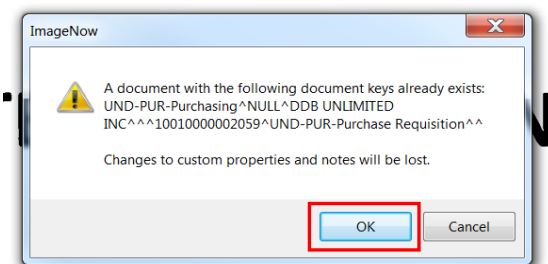 ImageNow
A document with the following document keys already exists:
UND-PUR-Purchasing^NULL^DDB UNLIMITED
INC^^^10010000002059^UND-PUR-Purchase Requisition^^
Changes to custom properties and notes will be lost.
OK
Cancel